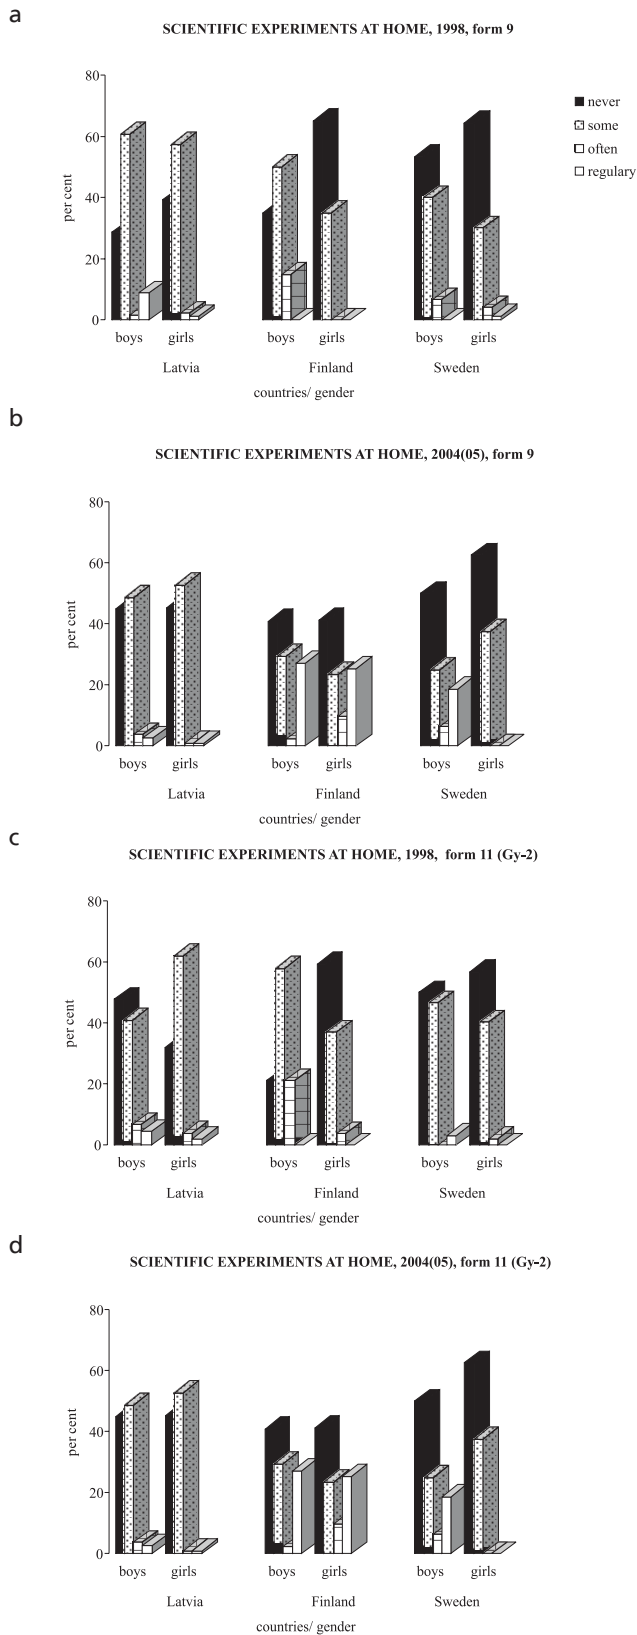 a
SCIENTIFIC EXPERIMENTS AT HOME, 1998, form 9
80
60
40
20
0
per cent
never
some
often
regulary
boys girls boys girls boys girls
Latvia Finland Sweden
countries/ gender
b
SCIENTIFIC EXPERIMENTS AT HOME, 2004(05), form 9
80
60
40
20
0
per cent
boys girls boys girls boys girls
Latvia Finland Sweden
countries/ gender
c
SCIENTIFIC EXPERIMENTS AT HOME, 1998, form 11 (Gy-2)
80
60
40
20
0
per cent
boys girls boys girls boys girls
Latvia Finland Sweden
countries/ gender
d
SCIENTIFIC EXPERIMENTS AT HOME, 2004(05), form 11 (Gy-2)
80
60
40
20
0
per cent
boys girls boys girls boys girls
Latvia Finland Sweden
countries/ gender